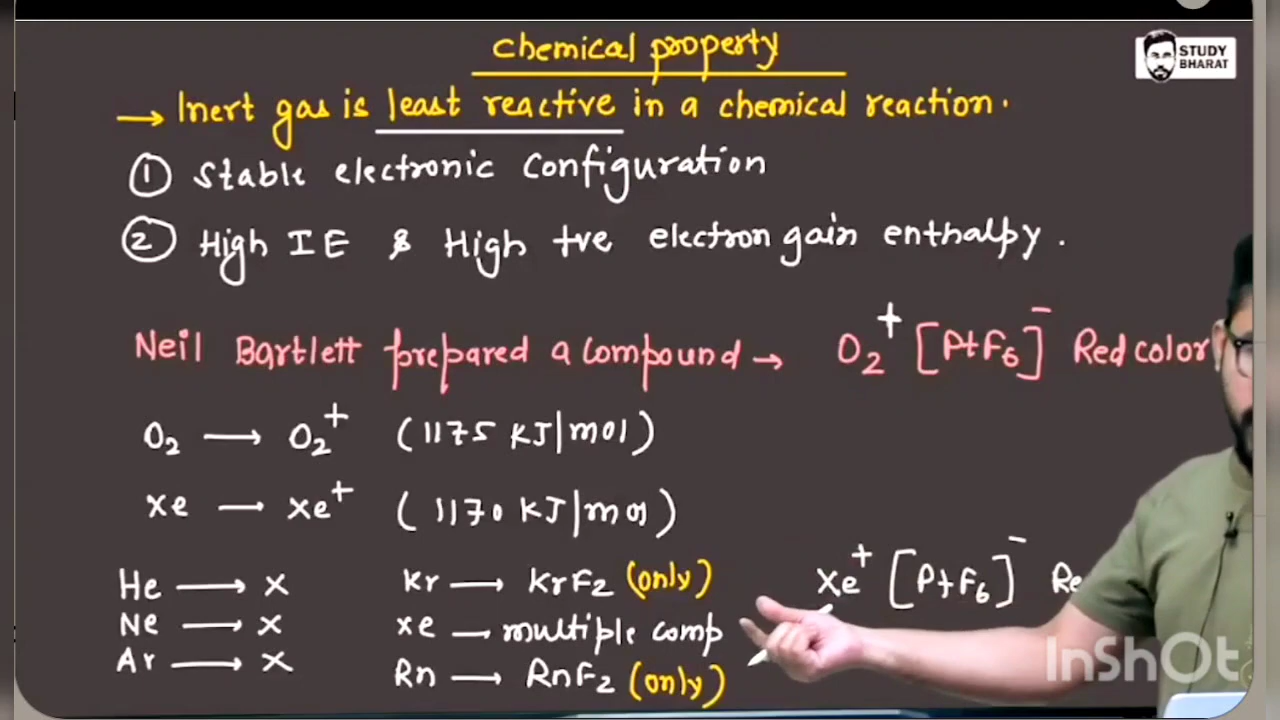 Chemical property
STUDY
BHARAT
→ Inert gas is least reactive in a chemical reaction.
① Stable electronic Configuration
② High IE & High +ve electron gain enthalpy.
Neil Bartlett prepared a compound → O₂⁺ [PtF₆]⁻ Red color
O₂ → O₂⁺ (1175 KJ/mol)
Xe → Xe⁺ (1170 KJ/mol)
He → X Kr → KrF₂ (only) Xe⁺ [PtF₆]⁻
Ne → X Xe → multiple comp
Ar → X Rn → RnF₂ (only)
InShOt